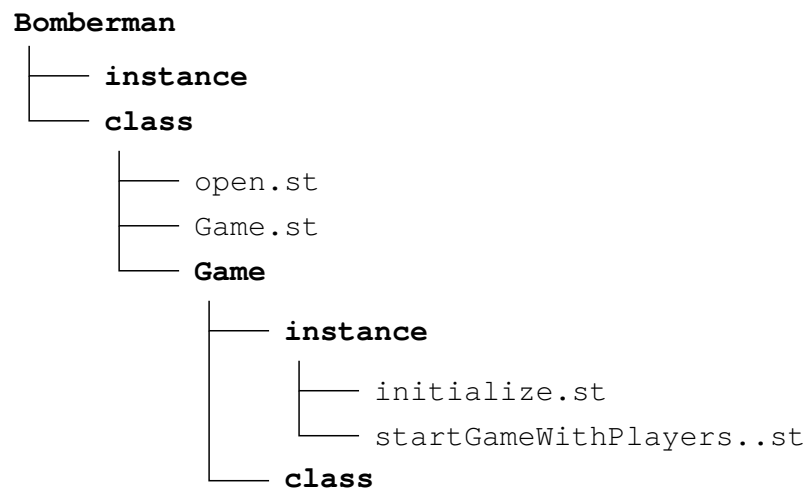 Bomberman
instance
class
open.st
Game.st
Game
instance
initialize.st
startGameWithPlayers..st
class